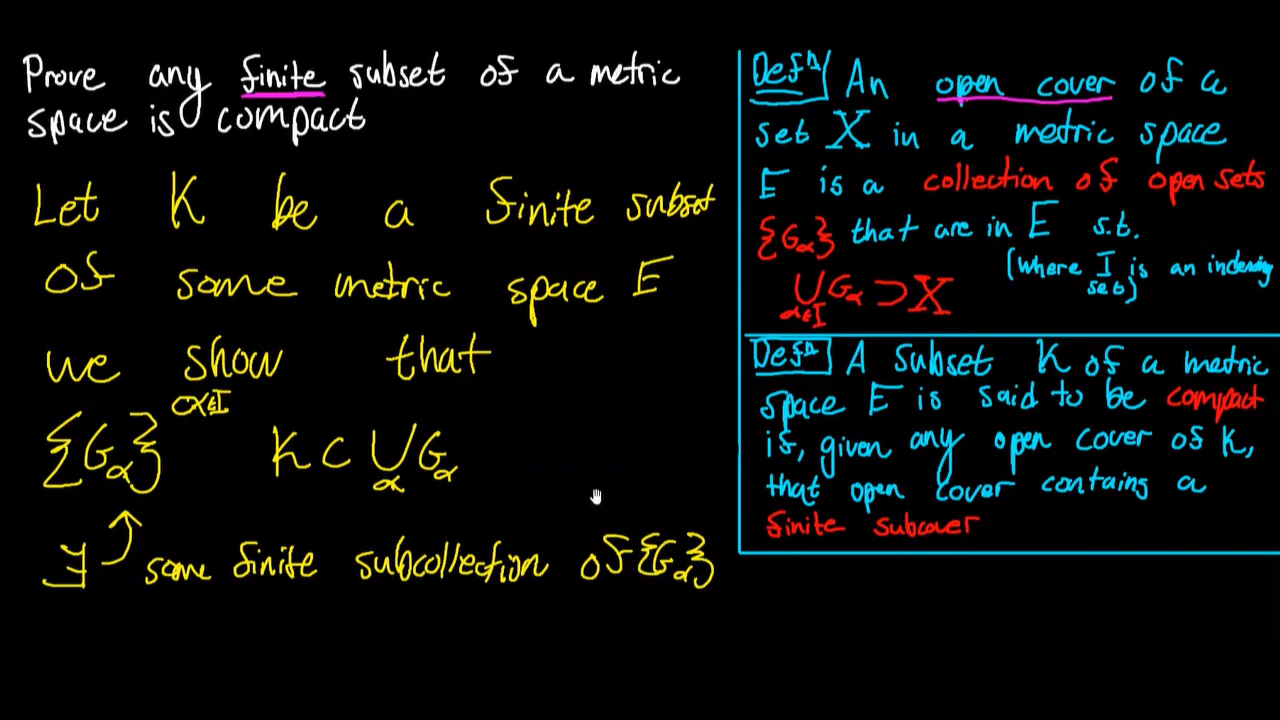 Prove any finite subset of a metric
space is compact
Let K be a finite subset
of some metric space E
we show that
{Gα}α∈I K ⊂ ⋃α Gα
∃ some finite subcollection of {Gα}
Defⁿ An open cover of a
set X in a metric space
E is a collection of open sets
{Gα} that are in E s.t.
(where I is an indexing set)
⋃α∈I Gα ⊃ X
Defⁿ A subset K of a metric
space E is said to be compact
if, given any open cover of K,
that open cover contains a
finite subcover